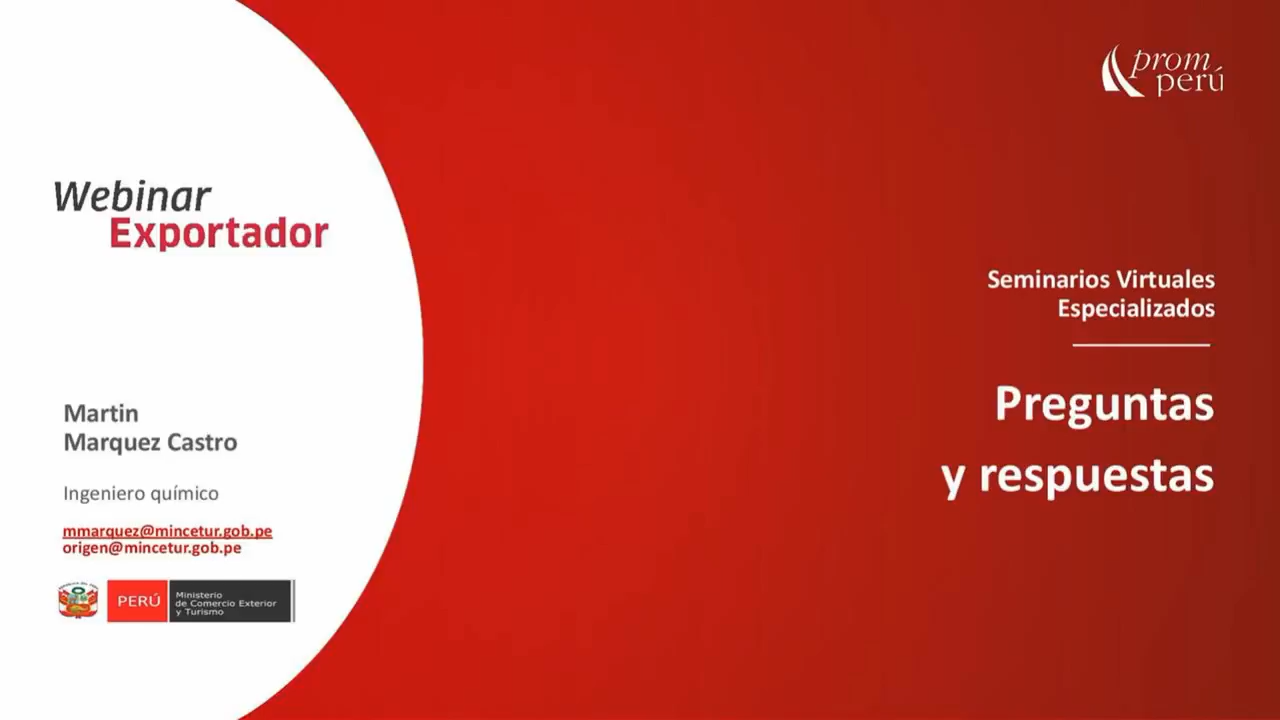 prom
perú
Webinar
Exportador
Seminarios Virtuales
Especializados
Preguntas
y respuestas
Martin
Marquez Castro
Ingeniero químico
mmarquez@mincetur.gob.pe
origen@mincetur.gob.pe
PERÚ
Ministerio
de Comercio Exterior
y Turismo